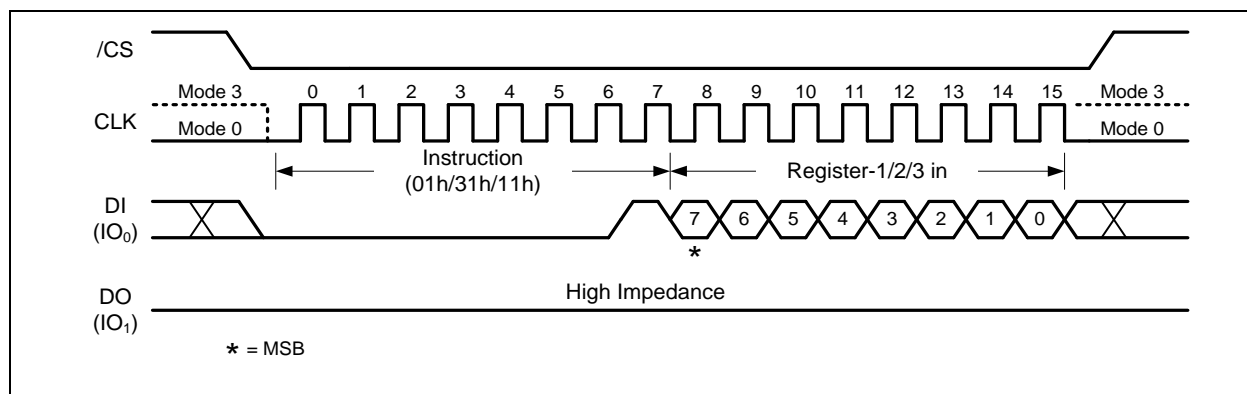 /CS
Mode 3 0 1 2 3 4 5 6 7 8 9 10 11 12 13 14 15 Mode 3
CLK
Mode 0 Mode 0
Instruction
(01h/31h/11h)
Register-1/2/3 in
DI
(IO₀)
7 6 5 4 3 2 1 0
*
High Impedance
DO
(IO₁)
* = MSB